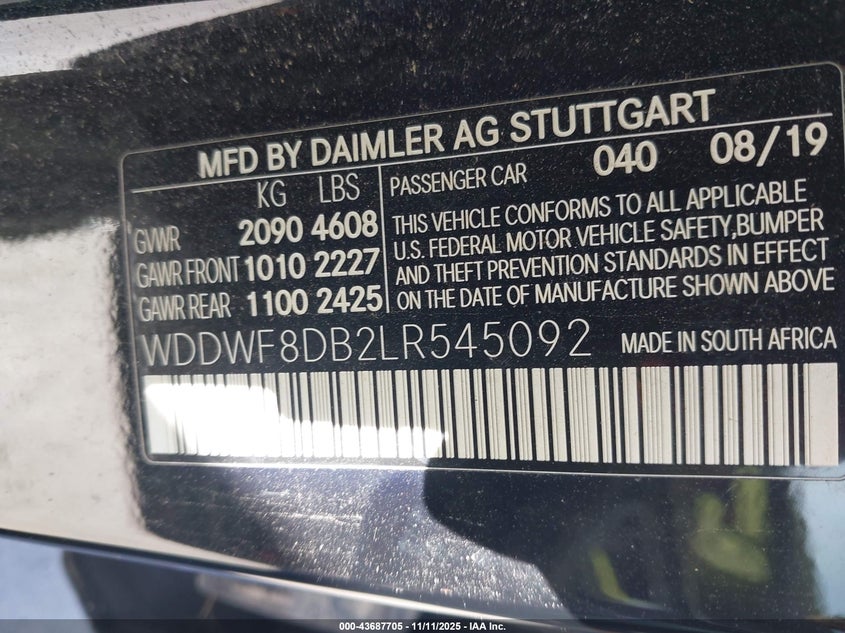 MFD BY DAIMLER AG STUTTGART
KG LBS
GVWR 2090 4608
GAWR FRONT 1010 2227
GAWR REAR 1100 2425
PASSENGER CAR 040 08/19
THIS VEHICLE CONFORMS TO ALL APPLICABLE
U.S. FEDERAL MOTOR VEHICLE SAFETY,BUMPER
AND THEFT PREVENTION STANDARDS IN EFFECT
ON THE DATE OF MANUFACTURE SHOWN ABOVE
WDDWF8DB2LR545092 MADE IN SOUTH AFRICA
000-43687705 - 11/11/2025 - IAA Inc.